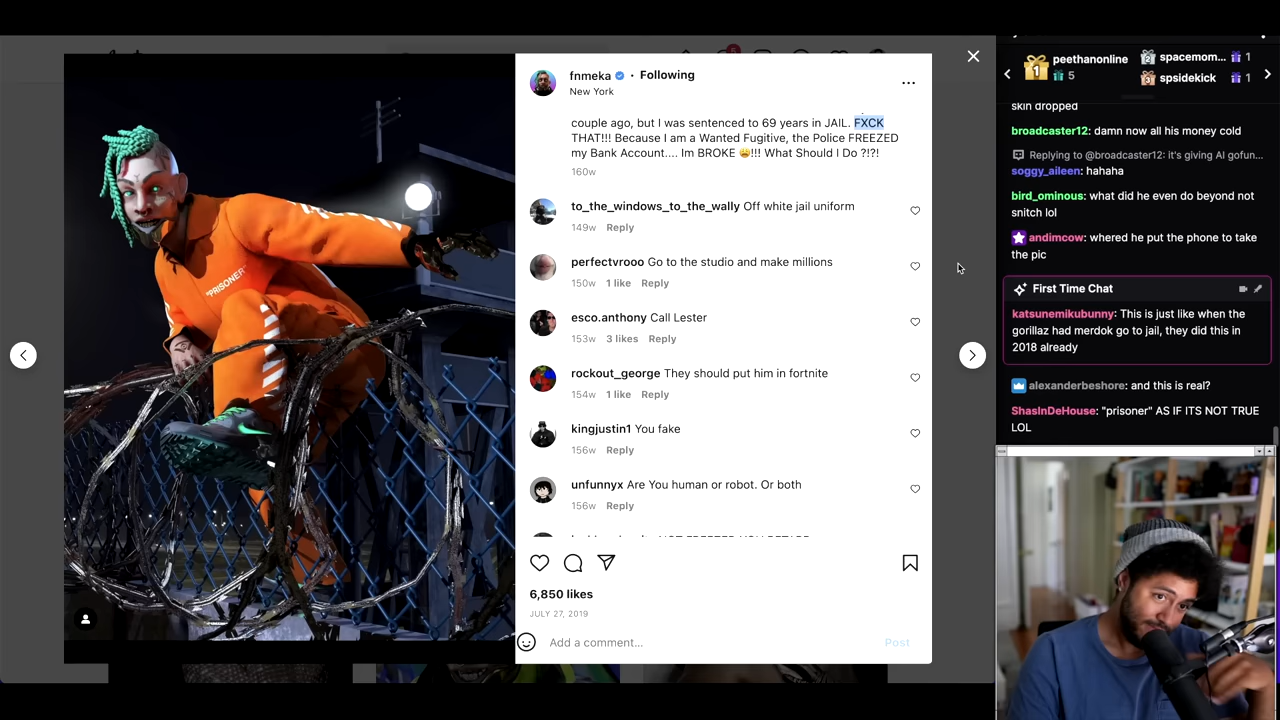 fnmeka • Following
New York
couple ago, but I was sentenced to 69 years in JAIL. FXCK
THAT!!! Because I am a Wanted Fugitive, the Police FREEZED
my Bank Account.... Im BROKE 😩!!! What Should I Do ?!?!
160w
to_the_windows_to_the_wally Off white jail uniform
149w Reply
perfectvrooo Go to the studio and make millions
150w 1 like Reply
esco.anthony Call Lester
153w 3 likes Reply
rockout_george They should put him in fortnite
154w 1 like Reply
kingjustin1 You fake
156w Reply
unfunnyx Are You human or robot. Or both
156w Reply
6,850 likes
JULY 27, 2019
Add a comment... Post
"PRISONER"
1 peethanonline
5
2 spacemom... 1
3 spsidekick 1
skin dropped
broadcaster12: damn now all his money cold
Replying to @broadcaster12: it's giving AI gofun...
soggy_aileen: hahaha
bird_ominous: what did he even do beyond not
snitch lol
andimcow: whered he put the phone to take
the pic
First Time Chat
katsunemikubunny: This is just like when the
gorillaz had merdok go to jail, they did this in
2018 already
alexanderbeshore: and this is real?
ShasInDeHouse: "prisoner" AS IF ITS NOT TRUE
LOL